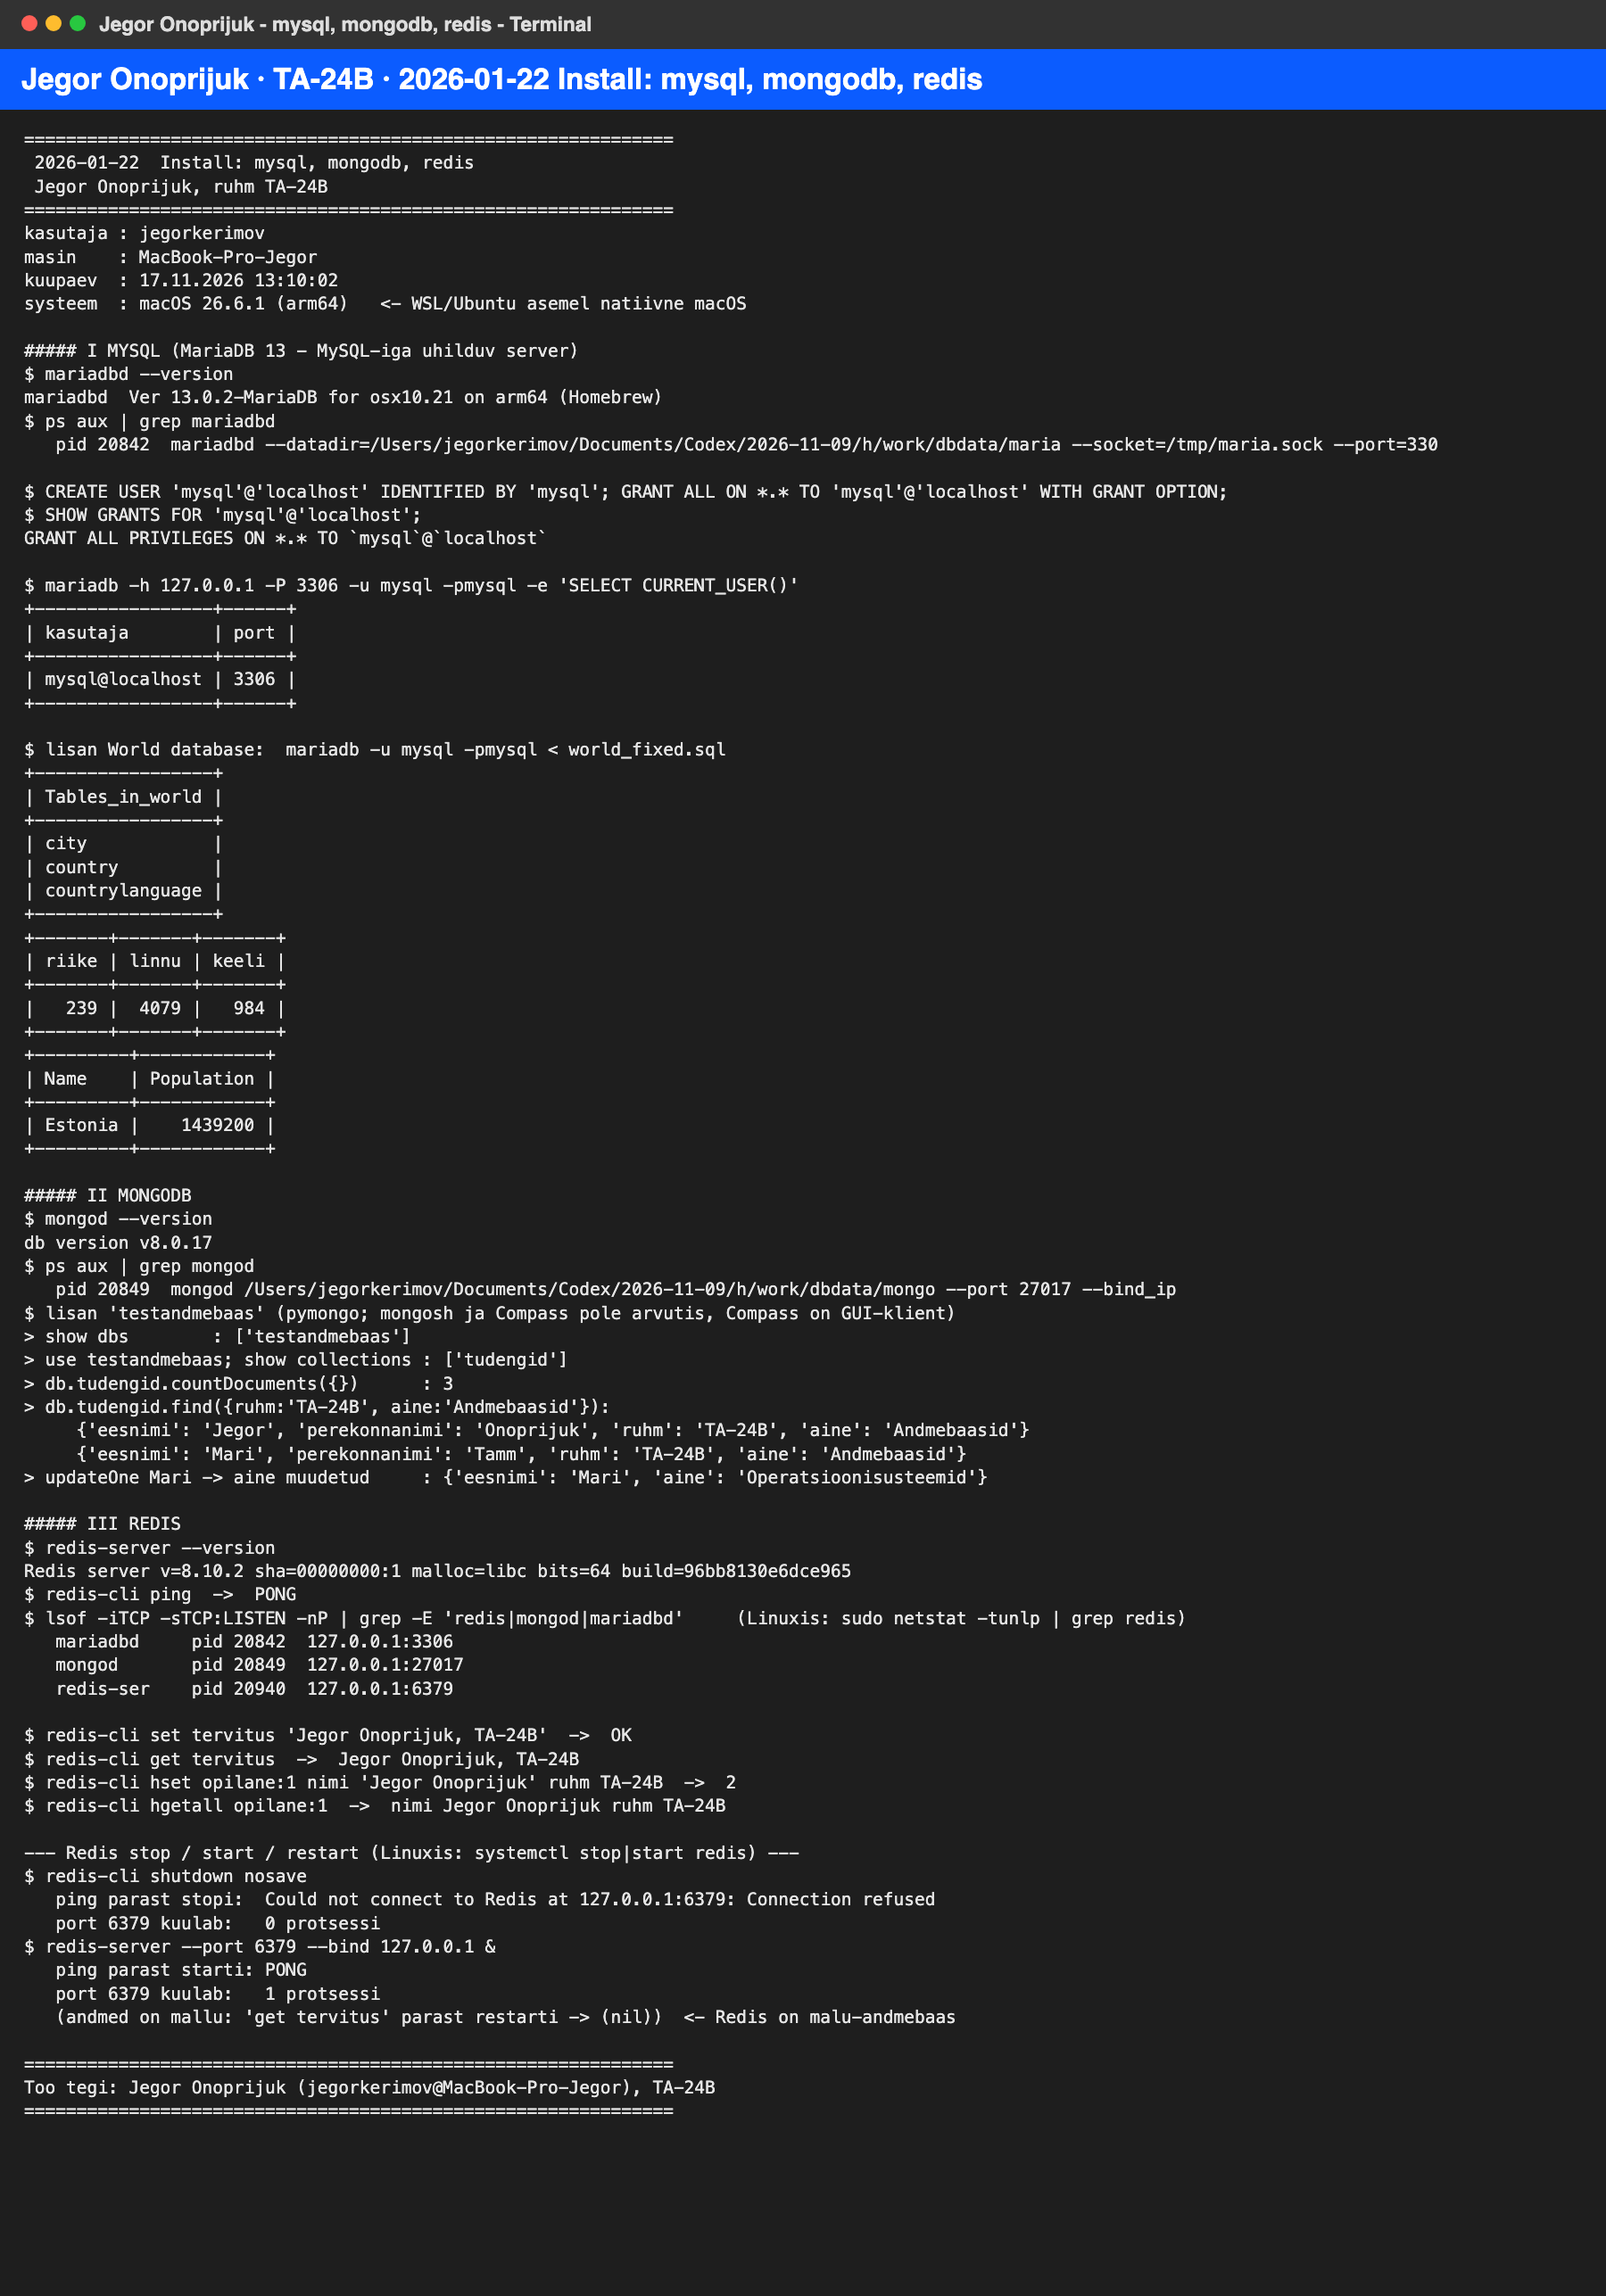 Jegor Onoprijuk - mysql, mongodb, redis - Terminal
Jegor Onoprijuk · TA-24B · 2026-01-22 Install: mysql, mongodb, redis
==============================================================
 2026-01-22  Install: mysql, mongodb, redis
 Jegor Onoprijuk, ruhm TA-24B
==============================================================
kasutaja : jegorkerimov
masin    : MacBook-Pro-Jegor
kuupaev  : 17.11.2026 13:10:02
systeem  : macOS 26.6.1 (arm64)   <- WSL/Ubuntu asemel natiivne macOS

##### I MYSQL (MariaDB 13 - MySQL-iga uhilduv server)
$ mariadbd --version
mariadbd  Ver 13.0.2-MariaDB for osx10.21 on arm64 (Homebrew)
$ ps aux | grep mariadbd
   pid 20842  mariadbd --datadir=/Users/jegorkerimov/Documents/Codex/2026-11-09/h/work/dbdata/maria --socket=/tmp/maria.sock --port=330

$ CREATE USER 'mysql'@'localhost' IDENTIFIED BY 'mysql'; GRANT ALL ON *.* TO 'mysql'@'localhost' WITH GRANT OPTION;
$ SHOW GRANTS FOR 'mysql'@'localhost';
GRANT ALL PRIVILEGES ON *.* TO `mysql`@`localhost`

$ mariadb -h 127.0.0.1 -P 3306 -u mysql -pmysql -e 'SELECT CURRENT_USER()'
+-----------------+------+
| kasutaja        | port |
+-----------------+------+
| mysql@localhost | 3306 |
+-----------------+------+

$ lisan World database:  mariadb -u mysql -pmysql < world_fixed.sql
+-----------------+
| Tables_in_world |
+-----------------+
| city            |
| country         |
| countrylanguage |
+-----------------+
+-------+-------+-------+
| riike | linnu | keeli |
+-------+-------+-------+
|   239 |  4079 |   984 |
+-------+-------+-------+
+---------+------------+
| Name    | Population |
+---------+------------+
| Estonia |    1439200 |
+---------+------------+

##### II MONGODB
$ mongod --version
db version v8.0.17
$ ps aux | grep mongod
   pid 20849  mongod /Users/jegorkerimov/Documents/Codex/2026-11-09/h/work/dbdata/mongo --port 27017 --bind_ip
$ lisan 'testandmebaas' (pymongo; mongosh ja Compass pole arvutis, Compass on GUI-klient)
> show dbs        : ['testandmebaas']
> use testandmebaas; show collections : ['tudengid']
> db.tudengid.countDocuments({})      : 3
> db.tudengid.find({ruhm:'TA-24B', aine:'Andmebaasid'}):
     {'eesnimi': 'Jegor', 'perekonnanimi': 'Onoprijuk', 'ruhm': 'TA-24B', 'aine': 'Andmebaasid'}
     {'eesnimi': 'Mari', 'perekonnanimi': 'Tamm', 'ruhm': 'TA-24B', 'aine': 'Andmebaasid'}
> updateOne Mari -> aine muudetud     : {'eesnimi': 'Mari', 'aine': 'Operatsioonisusteemid'}

##### III REDIS
$ redis-server --version
Redis server v=8.10.2 sha=00000000:1 malloc=libc bits=64 build=96bb8130e6dce965
$ redis-cli ping  ->  PONG
$ lsof -iTCP -sTCP:LISTEN -nP | grep -E 'redis|mongod|mariadbd'     (Linuxis: sudo netstat -tunlp | grep redis)
   mariadbd     pid 20842  127.0.0.1:3306
   mongod       pid 20849  127.0.0.1:27017
   redis-ser    pid 20940  127.0.0.1:6379

$ redis-cli set tervitus 'Jegor Onoprijuk, TA-24B'  ->  OK
$ redis-cli get tervitus  ->  Jegor Onoprijuk, TA-24B
$ redis-cli hset opilane:1 nimi 'Jegor Onoprijuk' ruhm TA-24B  ->  2
$ redis-cli hgetall opilane:1  ->  nimi Jegor Onoprijuk ruhm TA-24B

--- Redis stop / start / restart (Linuxis: systemctl stop|start redis) ---
$ redis-cli shutdown nosave
   ping parast stopi:  Could not connect to Redis at 127.0.0.1:6379: Connection refused
   port 6379 kuulab:   0 protsessi
$ redis-server --port 6379 --bind 127.0.0.1 &
   ping parast starti: PONG
   port 6379 kuulab:   1 protsessi
   (andmed on mallu: 'get tervitus' parast restarti -> (nil))  <- Redis on malu-andmebaas

==============================================================
Too tegi: Jegor Onoprijuk (jegorkerimov@MacBook-Pro-Jegor), TA-24B
==============================================================